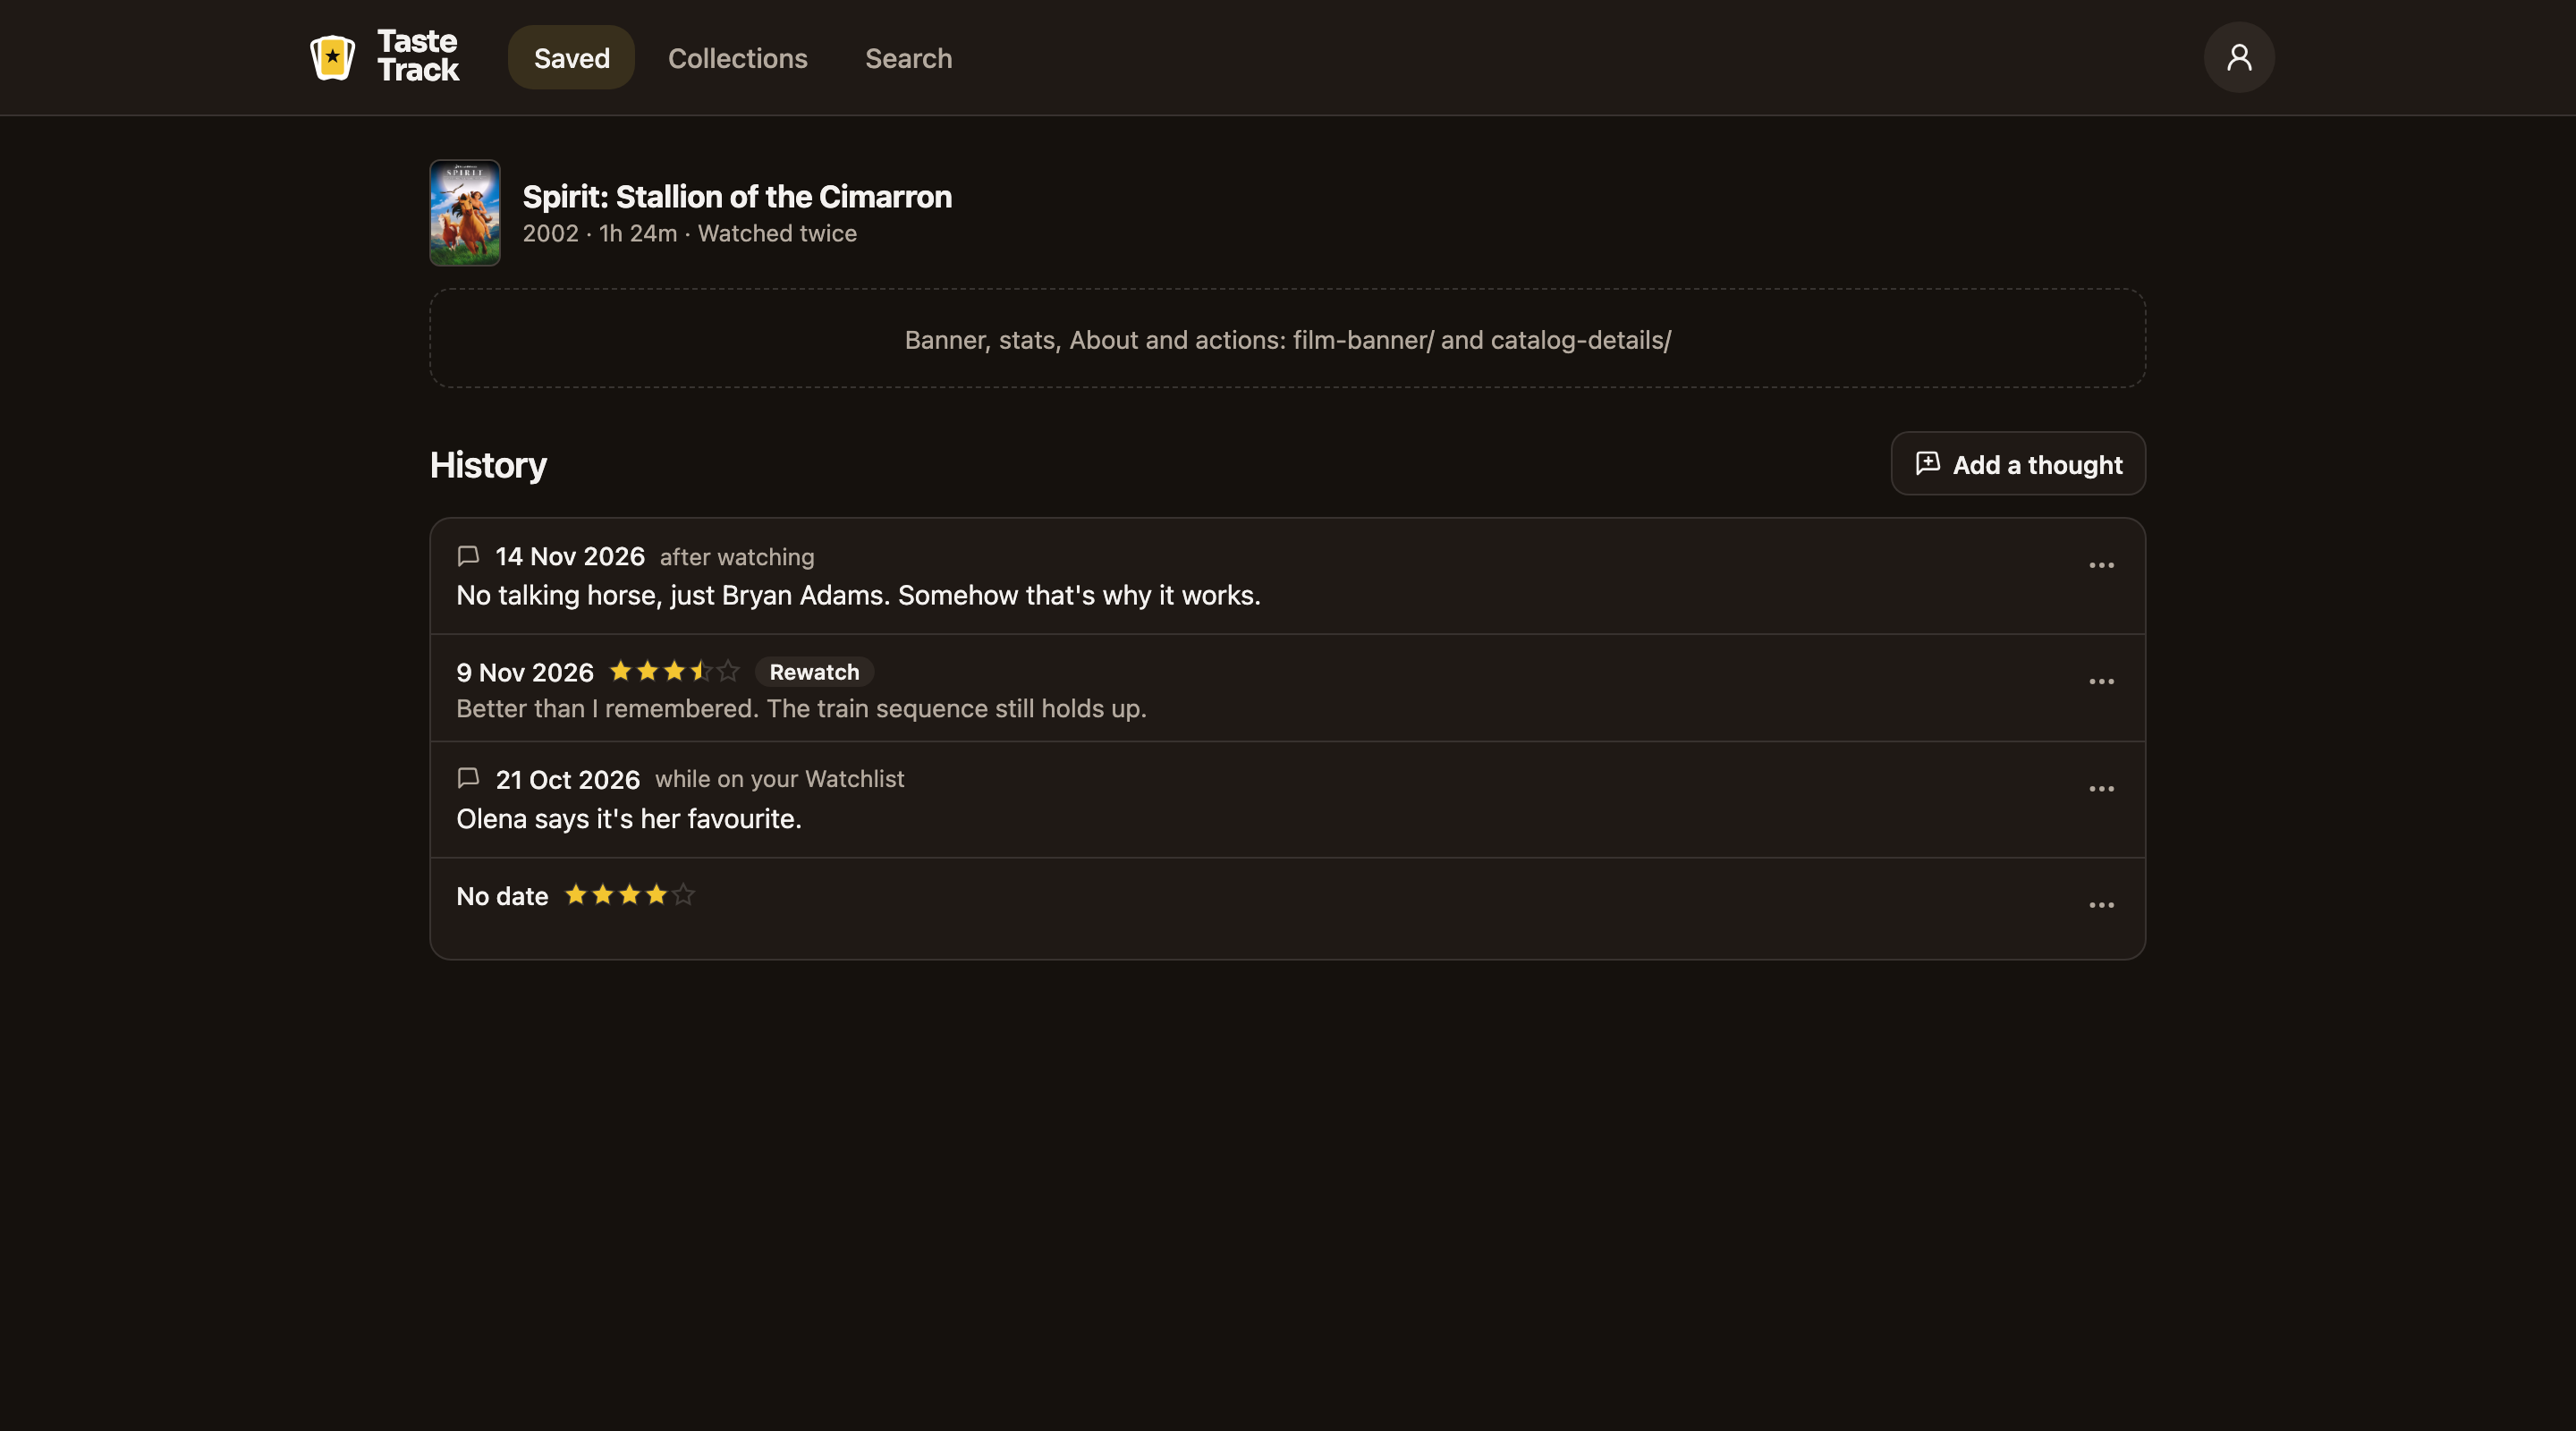 Taste
Track
Saved
Collections
Search
SPIRIT
Spirit: Stallion of the Cimarron
2002 · 1h 24m · Watched twice
Banner, stats, About and actions: film-banner/ and catalog-details/
History
Add a thought
14 Nov 2026 after watching
No talking horse, just Bryan Adams. Somehow that's why it works.
9 Nov 2026 Rewatch
Better than I remembered. The train sequence still holds up.
21 Oct 2026 while on your Watchlist
Olena says it's her favourite.
No date